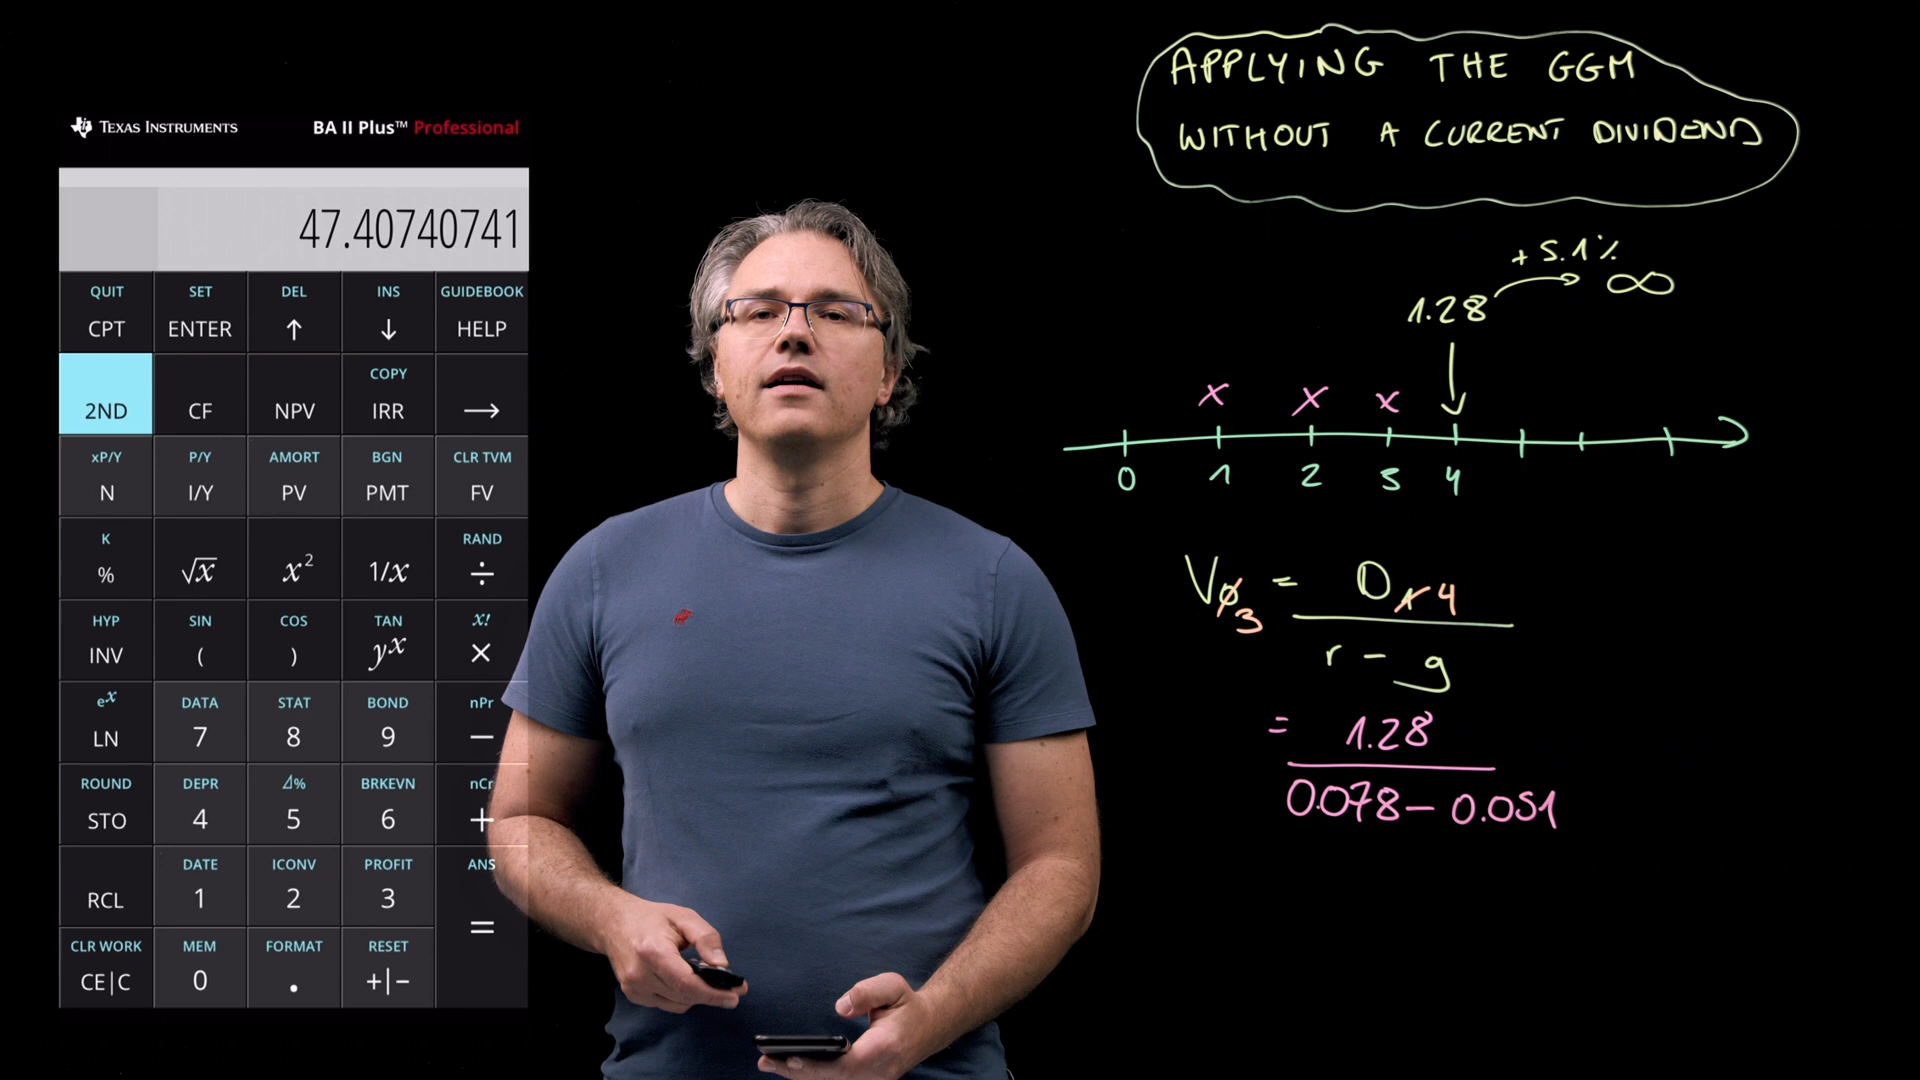 TEXAS INSTRUMENTS BA II Plus™ Professional
47.40740741
QUIT SET DEL INS GUIDEBOOK
CPT ENTER ↑ ↓ HELP
COPY
2ND CF NPV IRR →
xP/Y P/Y AMORT BGN CLR TVM
N I/Y PV PMT FV
K RAND
% √x x² 1/x ÷
HYP SIN COS TAN x!
INV ( ) yˣ ×
eˣ DATA STAT BOND nPr
LN 7 8 9 −
ROUND DEPR Δ% BRKEVN nCr
STO 4 5 6 +
DATE ICONV PROFIT ANS
RCL 1 2 3 =
CLR WORK MEM FORMAT RESET
CE|C 0 . +|−
APPLYING THE GGM
WITHOUT A CURRENT DIVIDEND
+5.1%
1.28 ∞
x x x
0 1 2 3 4
V0 3 = D1 4
r - g
= 1.28
0.078 - 0.051